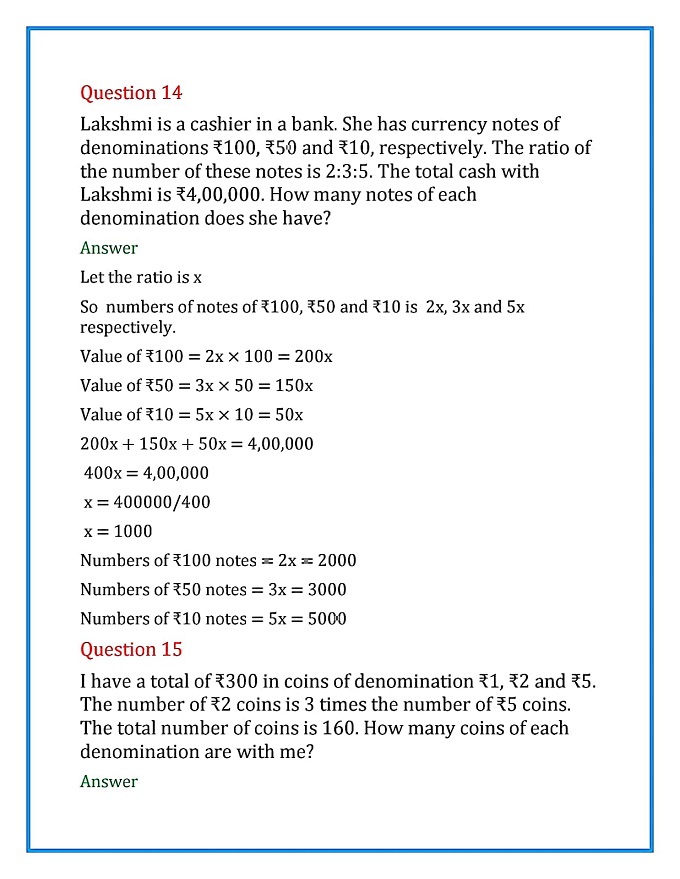 Question 14
Lakshmi is a cashier in a bank. She has currency notes of
denominations ₹100, ₹50 and ₹10, respectively. The ratio of
the number of these notes is 2:3:5. The total cash with
Lakshmi is ₹4,00,000. How many notes of each
denomination does she have?
Answer
Let the ratio is x
So numbers of notes of ₹100, ₹50 and ₹10 is 2x, 3x and 5x
respectively.
Value of ₹100 = 2x × 100 = 200x
Value of ₹50 = 3x × 50 = 150x
Value of ₹10 = 5x × 10 = 50x
200x + 150x + 50x = 4,00,000
400x = 4,00,000
x = 400000/400
x = 1000
Numbers of ₹100 notes = 2x = 2000
Numbers of ₹50 notes = 3x = 3000
Numbers of ₹10 notes = 5x = 5000
Question 15
I have a total of ₹300 in coins of denomination ₹1, ₹2 and ₹5.
The number of ₹2 coins is 3 times the number of ₹5 coins.
The total number of coins is 160. How many coins of each
denomination are with me?
Answer